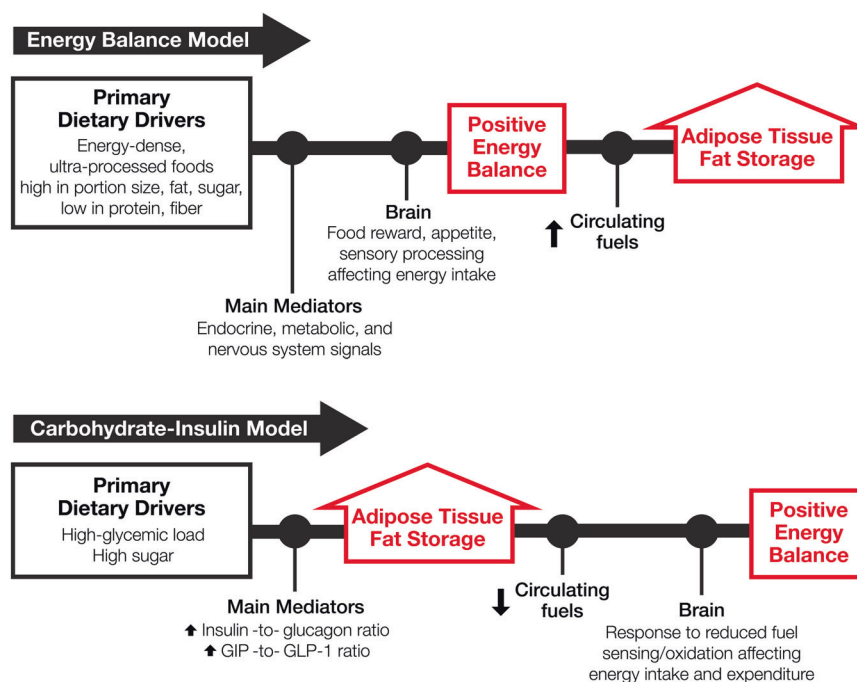 Energy Balance Model
Primary
Dietary Drivers
Energy-dense,
ultra-processed foods
high in portion size, fat, sugar,
low in protein, fiber
Main Mediators
Endocrine, metabolic, and
nervous system signals
Brain
Food reward, appetite,
sensory processing
affecting energy intake
Positive
Energy
Balance
Circulating
fuels
Adipose Tissue
Fat Storage
Carbohydrate-Insulin Model
Primary
Dietary Drivers
High-glycemic load
High sugar
Main Mediators
Insulin -to- glucagon ratio
GIP -to- GLP-1 ratio
Adipose Tissue
Fat Storage
Circulating
fuels
Brain
Response to reduced fuel
sensing/oxidation affecting
energy intake and expenditure
Positive
Energy
Balance